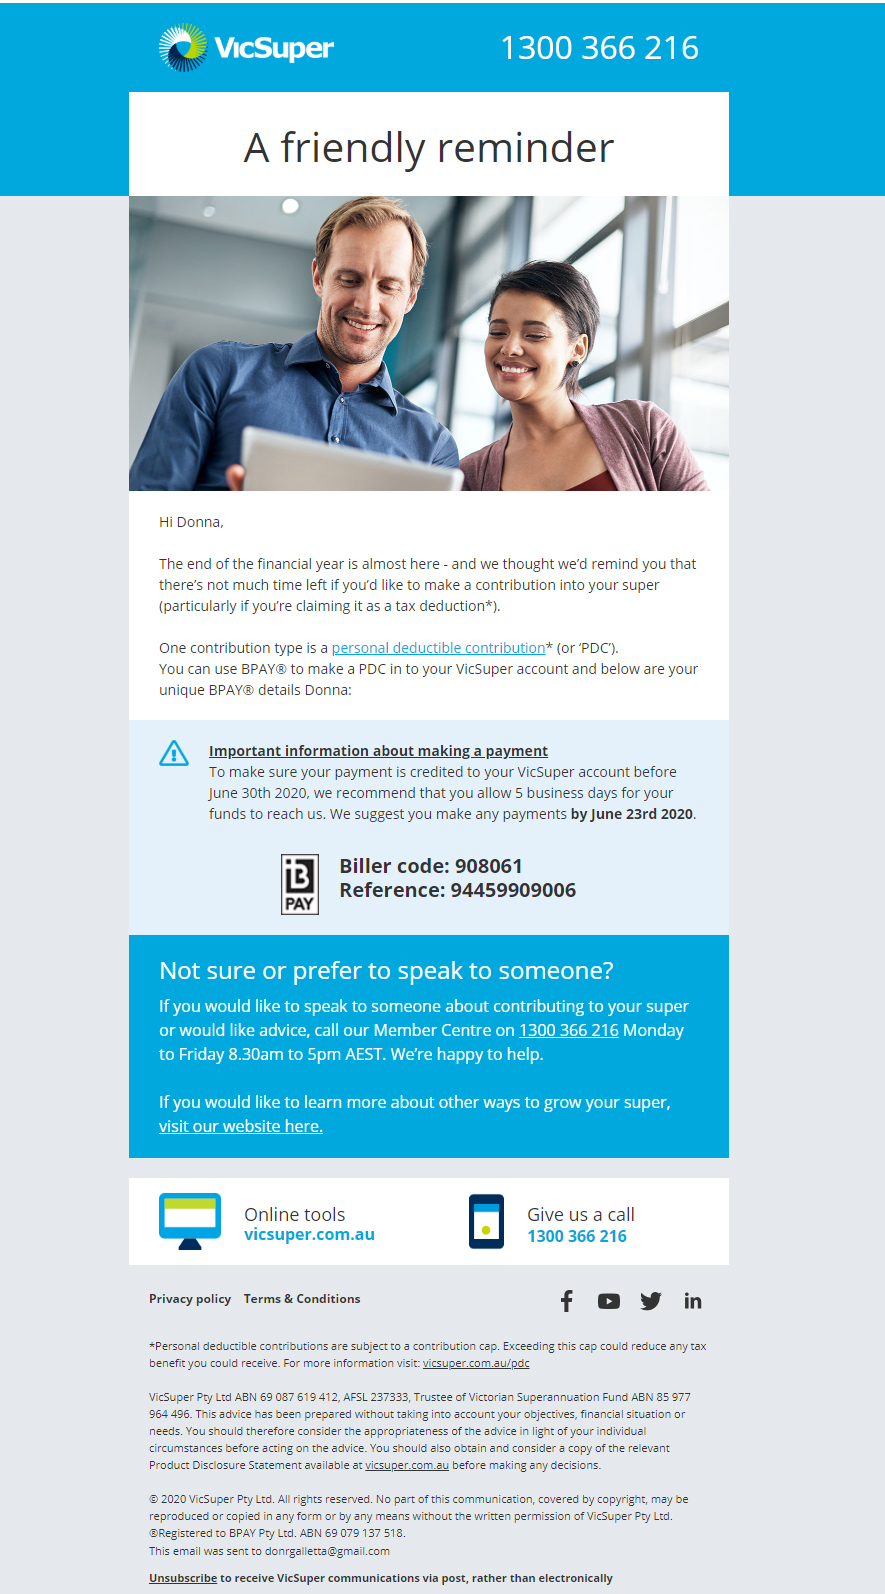 VicSuper
1300 366 216
A friendly reminder
Hi Donna,
The end of the financial year is almost here - and we thought we'd remind you that
there's not much time left if you'd like to make a contribution into your super
(particularly if you're claiming it as a tax deduction*).
One contribution type is a personal deductible contribution* (or ‘PDC’).
You can use BPAY® to make a PDC in to your VicSuper account and below are your
unique BPAY® details Donna:
Important information about making a payment
To make sure your payment is credited to your VicSuper account before
June 30th 2020, we recommend that you allow 5 business days for your
funds to reach us. We suggest you make any payments by June 23rd 2020.
B
PAY
Biller code: 908061
Reference: 94459909006
Not sure or prefer to speak to someone?
If you would like to speak to someone about contributing to your super
or would like advice, call our Member Centre on 1300 366 216 Monday
to Friday 8.30am to 5pm AEST. We're happy to help.
If you would like to learn more about other ways to grow your super,
visit our website here.
Online tools
vicsuper.com.au
Give us a call
1300 366 216
Privacy policy Terms & Conditions
*Personal deductible contributions are subject to a contribution cap. Exceeding this cap could reduce any tax
benefit you could receive. For more information visit: vicsuper.com.au/pdc
VicSuper Pty Ltd ABN 69 087 619 412, AFSL 237333, Trustee of Victorian Superannuation Fund ABN 85 977
964 496. This advice has been prepared without taking into account your objectives, financial situation or
needs. You should therefore consider the appropriateness of the advice in light of your individual
circumstances before acting on the advice. You should also obtain and consider a copy of the relevant
Product Disclosure Statement available at vicsuper.com.au before making any decisions.
© 2020 VicSuper Pty Ltd. All rights reserved. No part of this communication, covered by copyright, may be
reproduced or copied in any form or by any means without the written permission of VicSuper Pty Ltd.
®Registered to BPAY Pty Ltd. ABN 69 079 137 518.
This email was sent to donrgalletta@gmail.com
Unsubscribe to receive VicSuper communications via post, rather than electronically